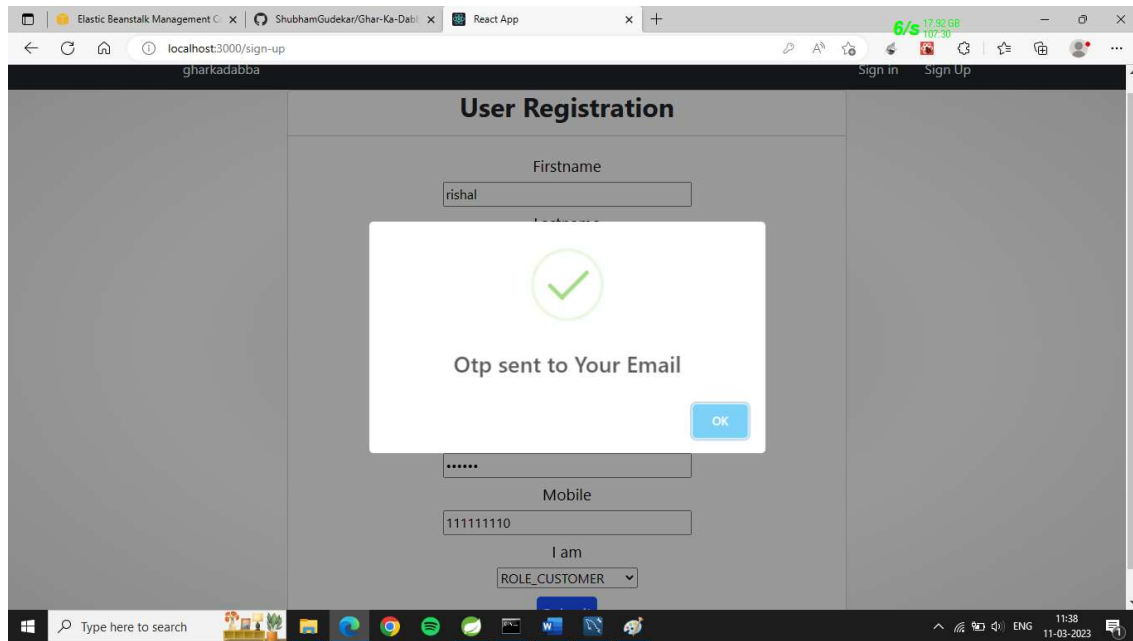 Elastic Beanstalk Management C
ShubhamGudekar/Ghar-Ka-Dab
React App
6/s 17.92 GB
107:30
localhost:3000/sign-up
gharkadabba
Sign in
Sign Up
User Registration
Firstname
rishal
Otp sent to Your Email
OK
••••••
Mobile
111111110
I am
ROLE_CUSTOMER
Type here to search
ENG
11:38
11-03-2023